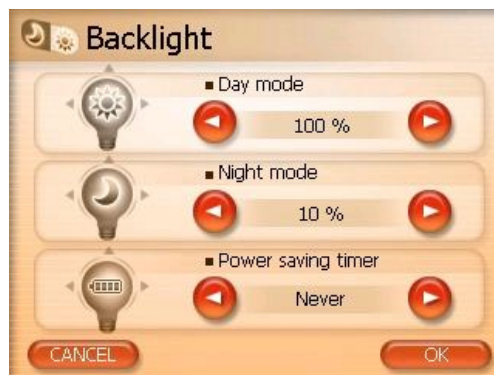 Backlight
Day mode
100 %
Night mode
10 %
Power saving timer
Never
CANCEL
OK